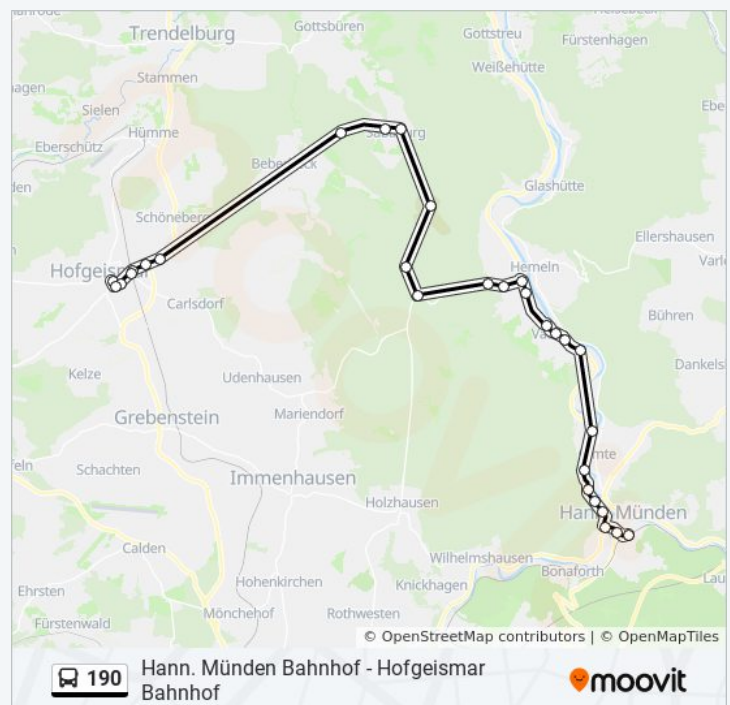 Trendelburg
Gottsbüren
Gottstreu
Fürstenhagen
Weißehütte
Stammen
Sielen
Hümme
Eberschütz
Glashütte
Schöneberg
Ellershausen
Hofgeismar
Hemeln
Carlsdorf
Bühren
Kelze
Udenhausen
Mariendorf
Grebenstein
Schachten
Immenhausen
Holzhausen
Hann. Münden
Calden
Wilhelmshausen
Bonaforth
Ehrsten
Hohenkirchen
Knickhagen
Mönchehof
Rothwesten
Fürstenwald
© OpenStreetMap contributors | © OpenMapTiles
190
Hann. Münden Bahnhof - Hofgeismar
Bahnhof
moovit